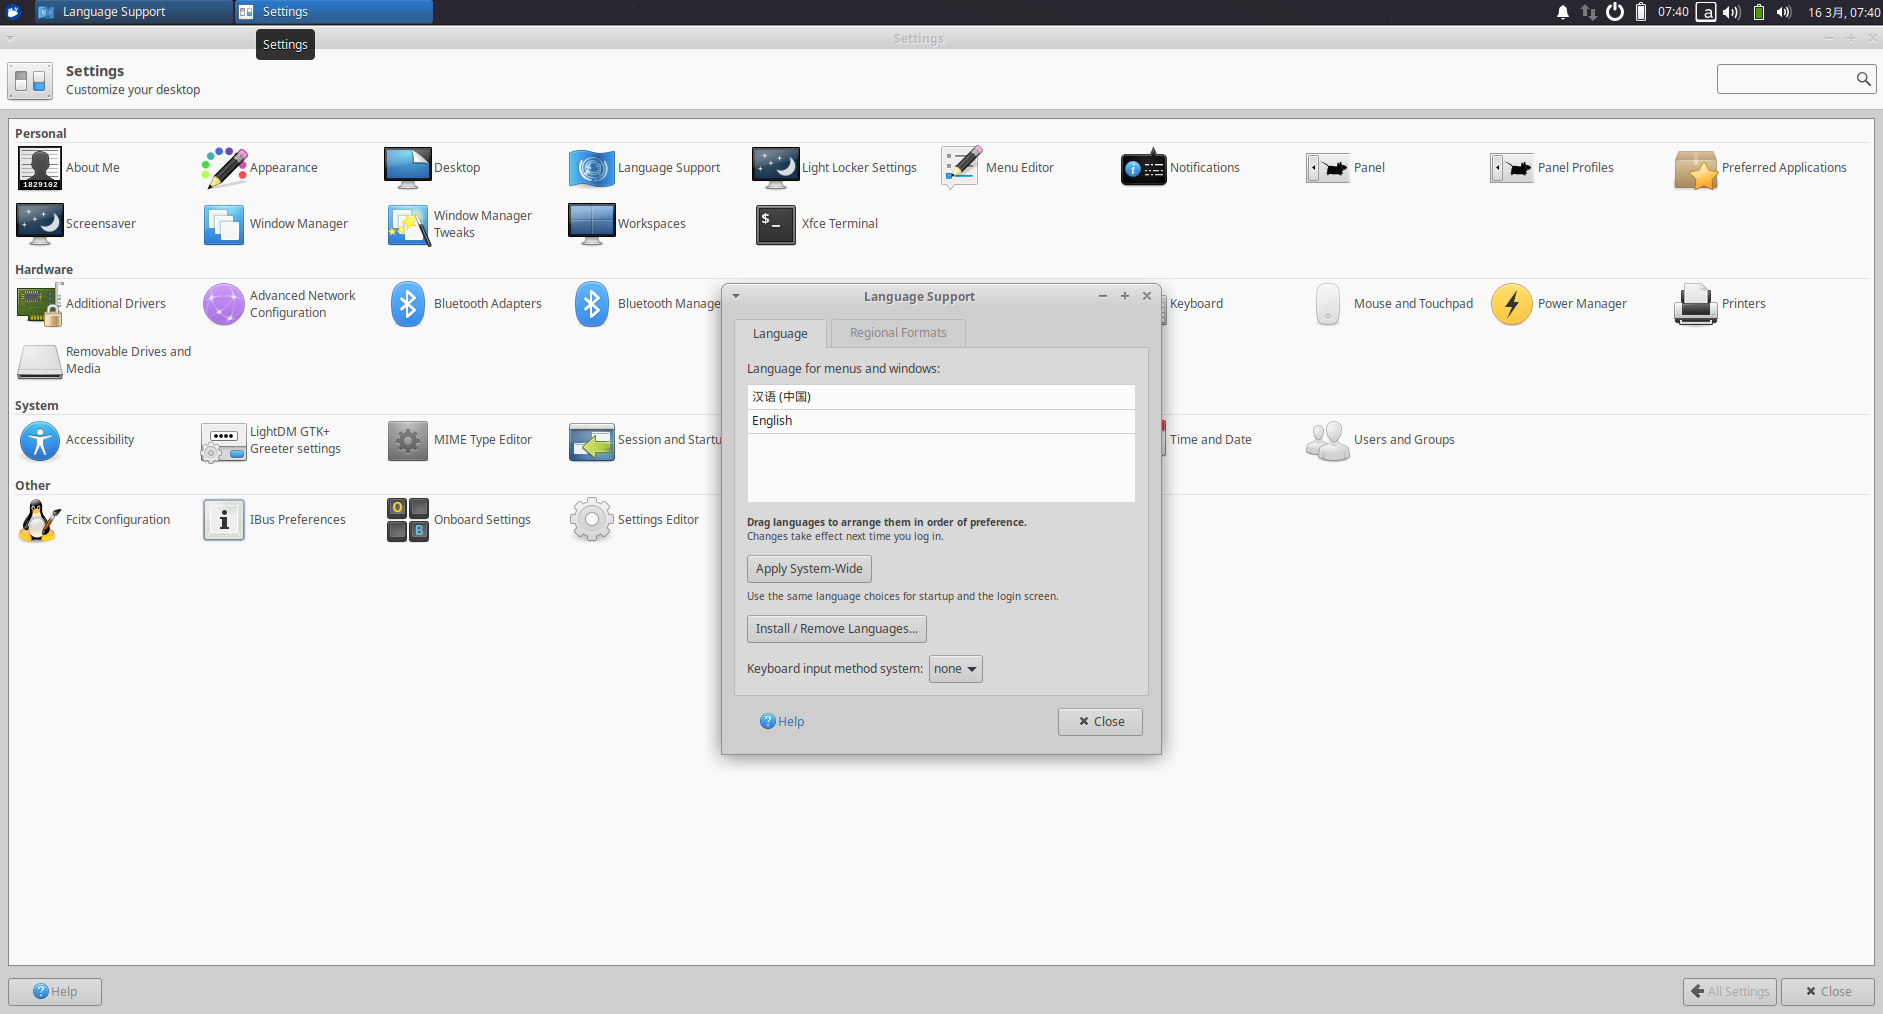 Language Support
Settings
07:40
a
16 3月, 07:40
Settings
Settings
Settings
Customize your desktop
Personal
About Me
Appearance
Desktop
Language Support
Light Locker Settings
Menu Editor
Notifications
Panel
Panel Profiles
Preferred Applications
1829102
Screensaver
Window Manager
Window Manager
Tweaks
Workspaces
$_
Xfce Terminal
Hardware
Additional Drivers
Advanced Network
Configuration
Bluetooth Adapters
Bluetooth Manage
Keyboard
Mouse and Touchpad
Power Manager
Printers
Removable Drives and
Media
System
Accessibility
LightDM GTK+
Greeter settings
MIME Type Editor
Session and Startu
Time and Date
Users and Groups
Other
Fcitx Configuration
IBus Preferences
O
B
Onboard Settings
Settings Editor
Language Support
Language
Regional Formats
Language for menus and windows:
汉语 (中国)
English
Drag languages to arrange them in order of preference.
Changes take effect next time you log in.
Apply System-Wide
Use the same language choices for startup and the login screen.
Install / Remove Languages...
Keyboard input method system:
none
Help
Close
Help
All Settings
Close